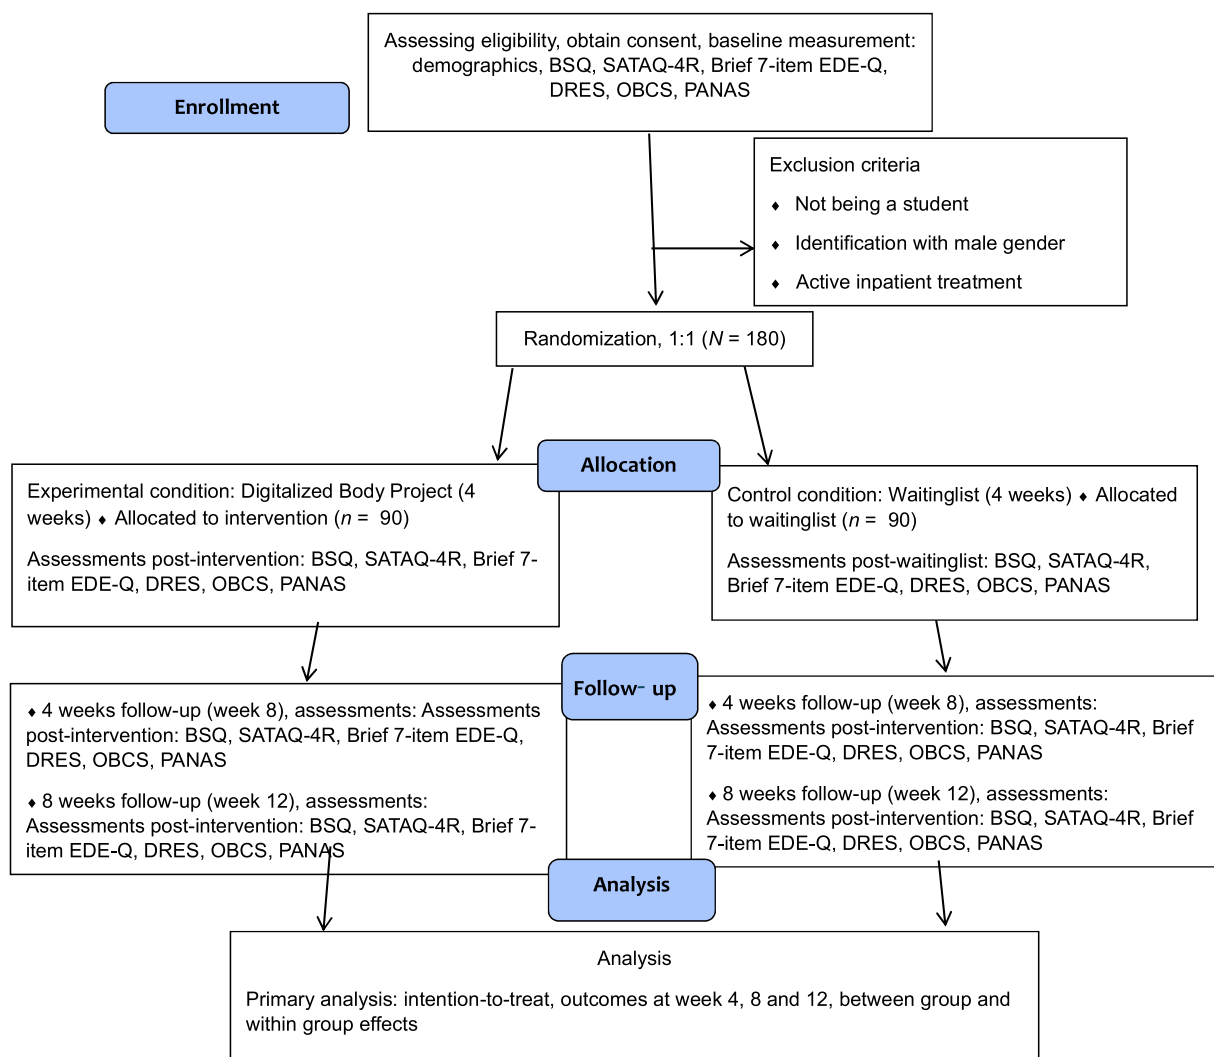 Assessing eligibility, obtain consent, baseline measurement:
demographics, BSQ, SATAQ-4R, Brief 7-item EDE-Q,
DRES, OBCS, PANAS
Enrollment
Exclusion criteria
♦ Not being a student
♦ Identification with male gender
♦ Active inpatient treatment
Randomization, 1:1 (N = 180)
Allocation
Experimental condition: Digitalized Body Project (4
weeks) ♦ Allocated to intervention (n = 90)
Assessments post-intervention: BSQ, SATAQ-4R, Brief 7-
item EDE-Q, DRES, OBCS, PANAS
Control condition: Waitinglist (4 weeks) ♦ Allocated
to waitinglist (n = 90)
Assessments post-waitinglist: BSQ, SATAQ-4R,
Brief 7-item EDE-Q, DRES, OBCS, PANAS
Follow- up
♦ 4 weeks follow-up (week 8), assessments: Assessments
post-intervention: BSQ, SATAQ-4R, Brief 7-item EDE-Q,
DRES, OBCS, PANAS
♦ 8 weeks follow-up (week 12), assessments:
Assessments post-intervention: BSQ, SATAQ-4R, Brief 7-
item EDE-Q, DRES, OBCS, PANAS
♦ 4 weeks follow-up (week 8), assessments:
Assessments post-intervention: BSQ, SATAQ-4R, Brief
7-item EDE-Q, DRES, OBCS, PANAS
♦ 8 weeks follow-up (week 12), assessments:
Assessments post-intervention: BSQ, SATAQ-4R, Brief
7-item EDE-Q, DRES, OBCS, PANAS
Analysis
Analysis
Primary analysis: intention-to-treat, outcomes at week 4, 8 and 12, between group and
within group effects